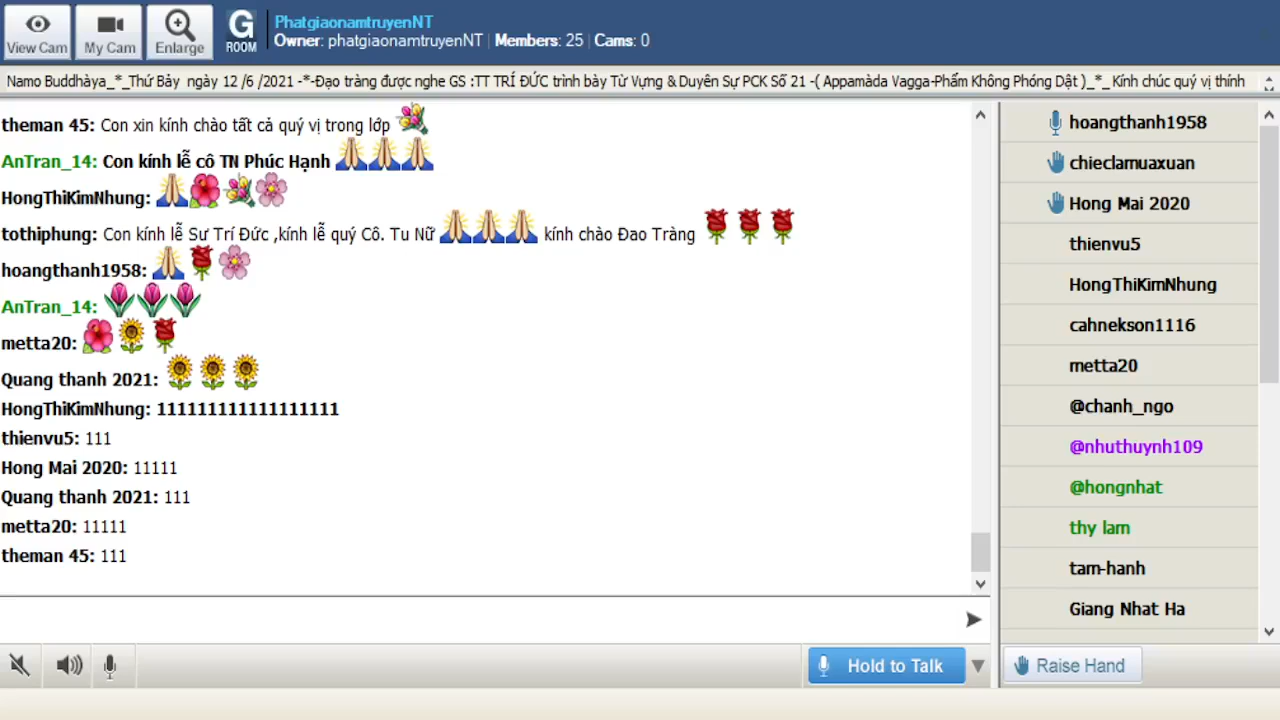 View Cam
My Cam
Enlarge
G
ROOM
PhatgiaonamtruyenNT
Owner: phatgiaonamtruyenNT | Members: 25 | Cams: 0
Namo Buddhàya_*_Thứ Bảy ngày 12 /6 /2021 -*-Đạo tràng được nghe GS :TT TRÍ ĐỨC trình bày Từ Vựng & Duyên Sự PCK Số 21 -( Appamàda Vagga-Phẩm Không Phóng Dật )_*_ Kính chúc quý vị thính
theman 45: Con xin kính chào tất cả quý vị trong lớp
AnTran_14: Con kính lễ cô TN Phúc Hạnh
HongThiKimNhung:
tothiphung: Con kính lễ Sư Trí Đức ,kính lễ quý Cô. Tu Nữ kính chào Đao Tràng
hoangthanh1958:
AnTran_14:
metta20:
Quang thanh 2021:
HongThiKimNhung: 111111111111111111
thienvu5: 111
Hong Mai 2020: 11111
Quang thanh 2021: 111
metta20: 11111
theman 45: 111
hoangthanh1958
chieclamuaxuan
Hong Mai 2020
thienvu5
HongThiKimNhung
cahnekson1116
metta20
@chanh_ngo
@nhuthuynh109
@hongnhat
thy lam
tam-hanh
Giang Nhat Ha
Hold to Talk
Raise Hand